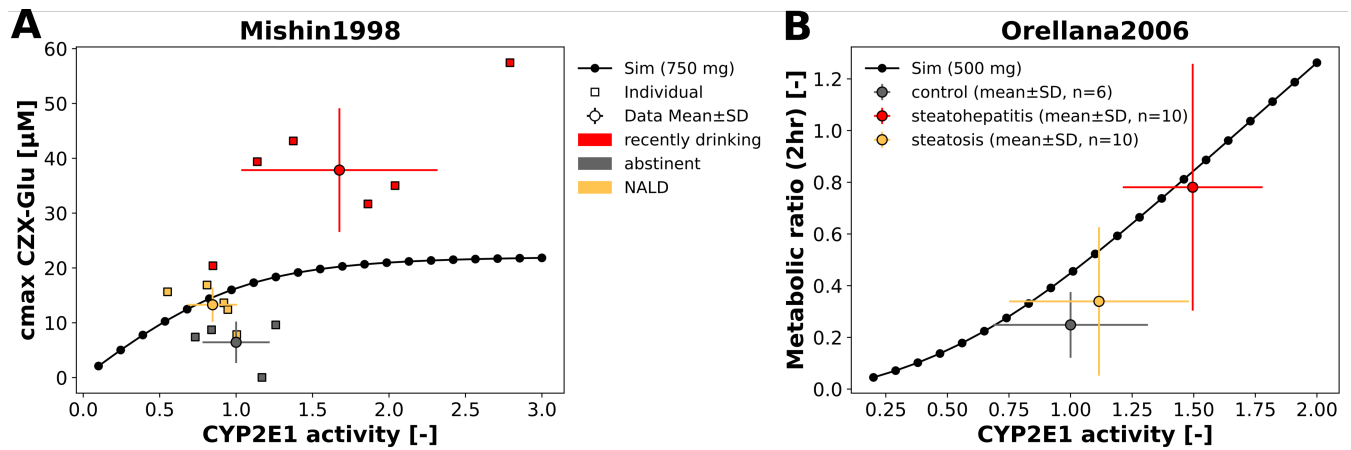 A
Mishin1998
cmax CZX-Glu [µM]
60
50
40
30
20
10
0
0.0 0.5 1.0 1.5 2.0 2.5 3.0
CYP2E1 activity [-]
Sim (750 mg)
Individual
Data Mean±SD
recently drinking
abstinent
NALD
B
Orellana2006
Metabolic ratio (2hr) [-]
1.2
1.0
0.8
0.6
0.4
0.2
0.0
Sim (500 mg)
control (mean±SD, n=6)
steatohepatitis (mean±SD, n=10)
steatosis (mean±SD, n=10)
0.25 0.50 0.75 1.00 1.25 1.50 1.75 2.00
CYP2E1 activity [-]